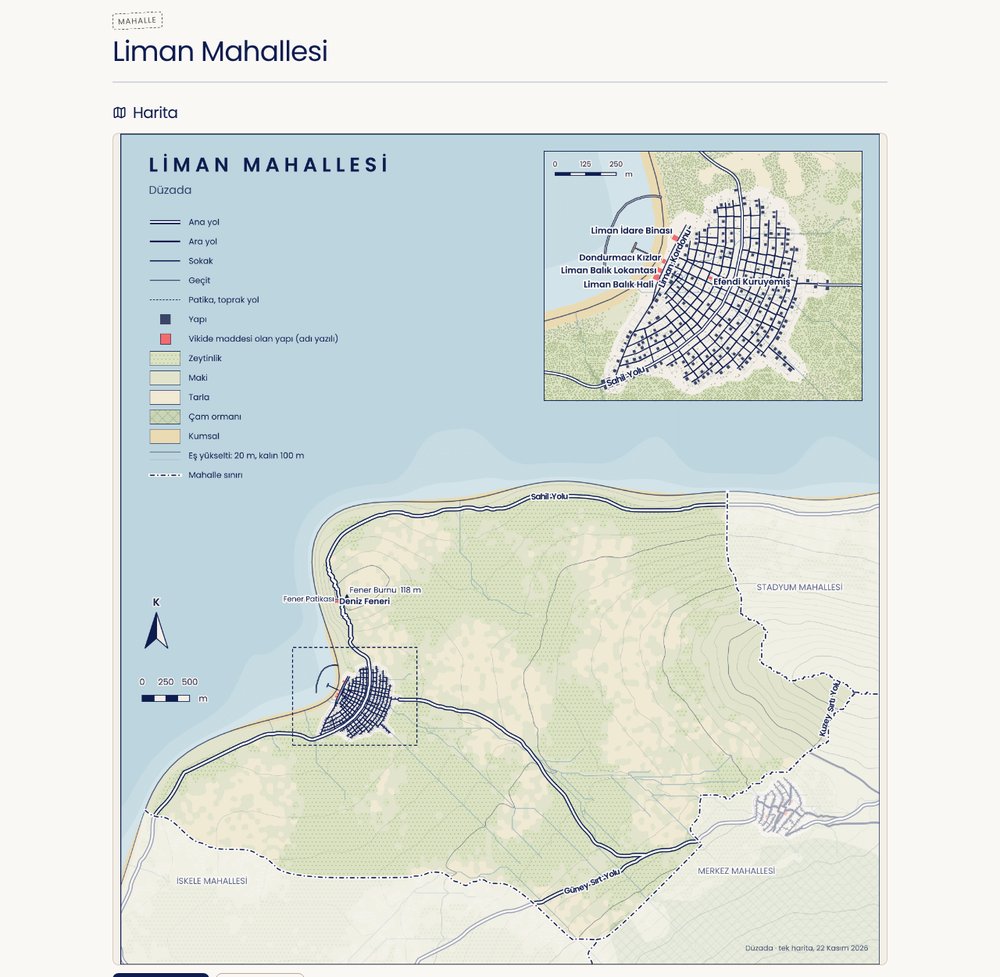 MAHALLE
Liman Mahallesi
Harita
LİMAN MAHALLESİ
Düzada
Ana yol
Ara yol
Sokak
Geçit
Patika, toprak yol
Yapı
Vikide maddesi olan yapı (adı yazılı)
Zeytinlik
Maki
Tarla
Çam ormanı
Kumsal
Eş yükselti: 20 m, kalın 100 m
Mahalle sınırı
0 125 250 m
Liman İdare Binası
Liman Kordonu
Dondurmacı Kızlar
Liman Balık Lokantası
Liman Balık Hali
Efendi Kuruyemiş
Sahil Yolu
Sahil Yolu
STADYUM MAHALLESİ
Fener Burnu 118 m
Fener Patikası
Deniz Feneri
K
0 250 500 m
Kuzey Sırtı Yolu
İSKELE MAHALLESİ
Güney Sırt Yolu
MERKEZ MAHALLESİ
Düzada · tek harita, 22 Kasım 2026